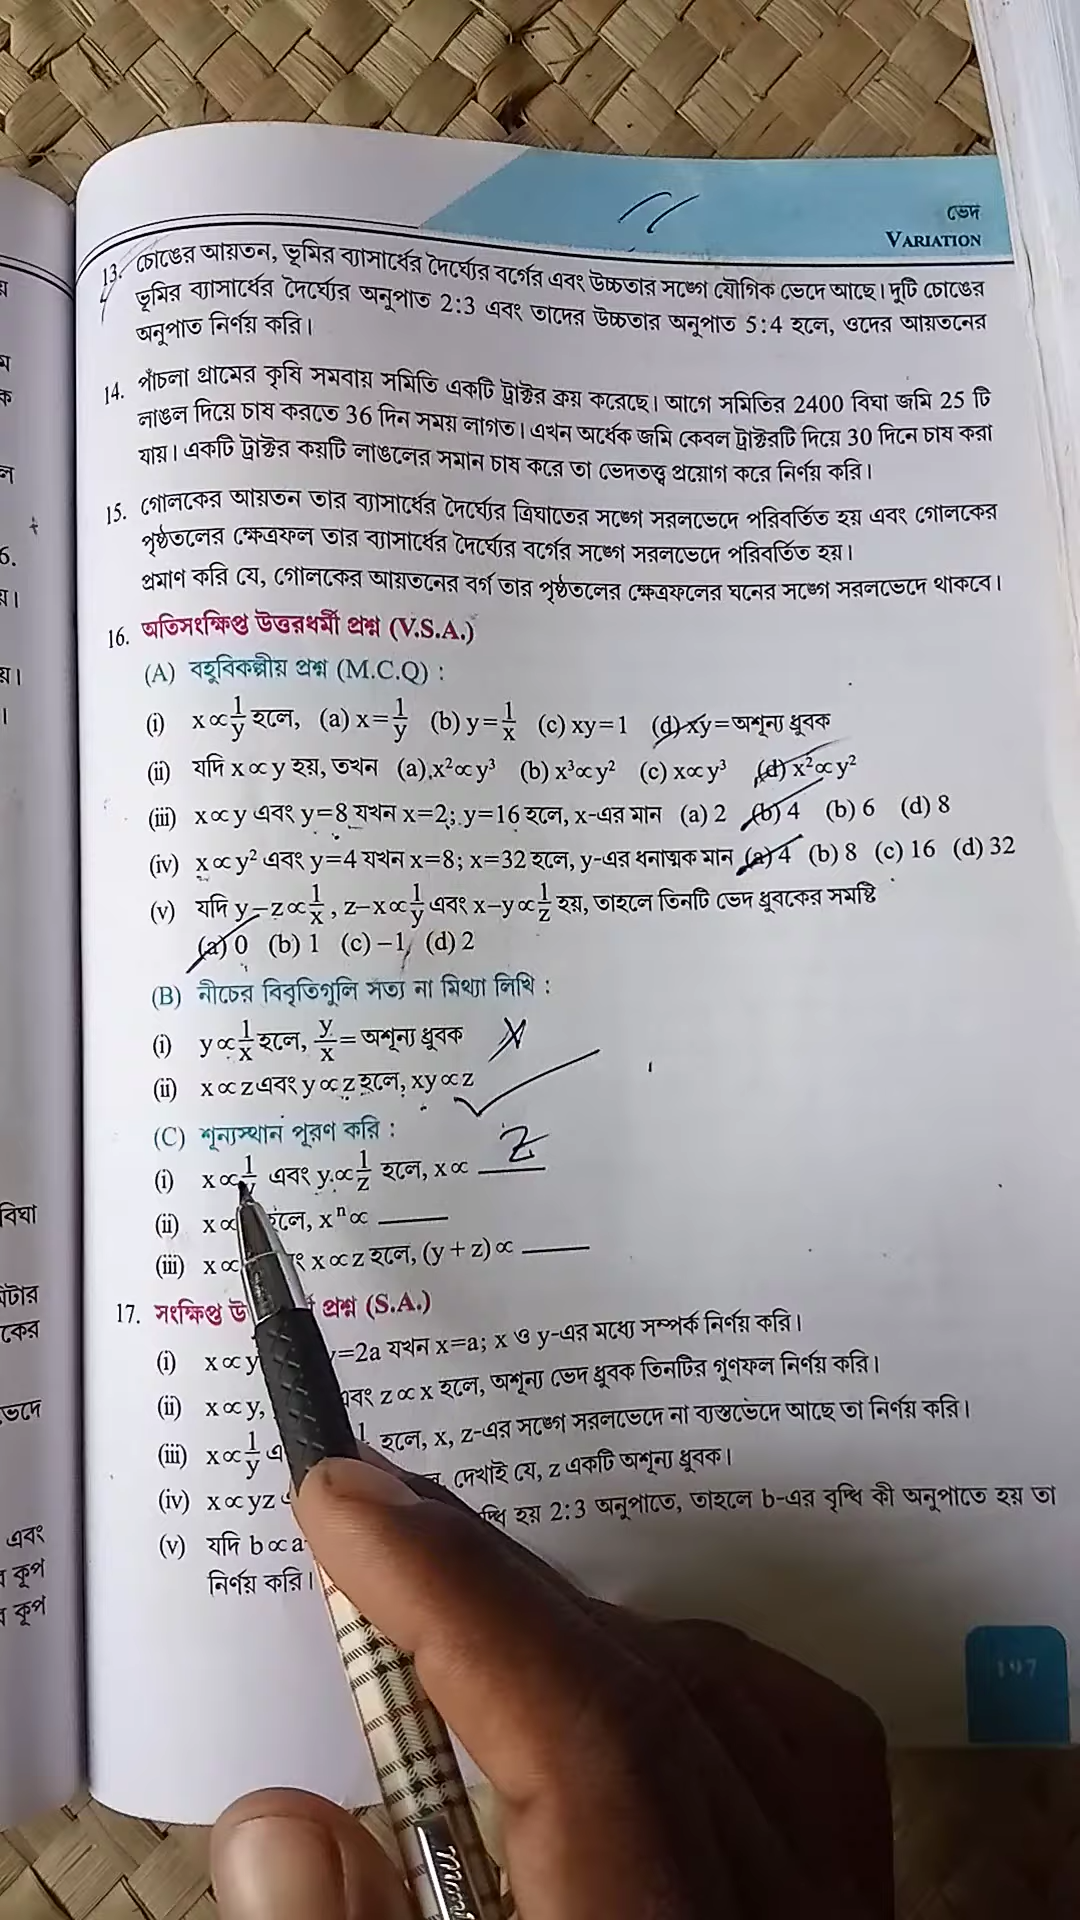 ভেদ
VARIATION
13. চোঙের আয়তন, ভূমির ব্যাসার্ধের দৈর্ঘ্যের বর্গের এবং উচ্চতার সঙ্গে যৌগিক ভেদে আছে। দুটি চোঙের
ভূমির ব্যাসার্ধের দৈর্ঘ্যের অনুপাত 2:3 এবং তাদের উচ্চতার অনুপাত 5:4 হলে, ওদের আয়তনের
অনুপাত নির্ণয় করি।
14. পাঁচলা গ্রামের কৃষি সমবায় সমিতি একটি ট্রাক্টর ক্রয় করেছে। আগে সমিতির 2400 বিঘা জমি 25 টি
লাঙল দিয়ে চাষ করতে 36 দিন সময় লাগত। এখন অর্ধেক জমি কেবল ট্রাক্টরটি দিয়ে 30 দিনে চাষ করা
যায়। একটি ট্রাক্টর কয়টি লাঙলের সমান চাষ করে তা ভেদতত্ত্ব প্রয়োগ করে নির্ণয় করি।
15. গোলকের আয়তন তার ব্যাসার্ধের দৈর্ঘ্যের ত্রিঘাতের সঙ্গে সরলভেদে পরিবর্তিত হয় এবং গোলকের
পৃষ্ঠতলের ক্ষেত্রফল তার ব্যাসার্ধের দৈর্ঘ্যের বর্গের সঙ্গে সরলভেদে পরিবর্তিত হয়।
প্রমাণ করি যে, গোলকের আয়তনের বর্গ তার পৃষ্ঠতলের ক্ষেত্রফলের ঘনের সঙ্গে সরলভেদে থাকবে।
16. অতিসংক্ষিপ্ত উত্তরধর্মী প্রশ্ন (V.S.A.)
(A) বহুবিকল্পীয় প্রশ্ন (M.C.Q) :
(i) x∝1/y হলে, (a) x=1/y (b) y=1/x (c) xy=1 (d) xy=অশূন্য ধ্রুবক
(ii) যদি x∝y হয়, তখন (a) x²∝y³ (b) x³∝y² (c) x∝y³ (d) x²∝y²
(iii) x∝y এবং y=8 যখন x=2; y=16 হলে, x-এর মান (a) 2 (b) 4 (b) 6 (d) 8
(iv) x∝y² এবং y=4 যখন x=8; x=32 হলে, y-এর ধনাত্মক মান (a) 4 (b) 8 (c) 16 (d) 32
(v) যদি y–z∝1/x, z–x∝1/y এবং x–y∝1/z হয়, তাহলে তিনটি ভেদ ধ্রুবকের সমষ্টি
(a) 0 (b) 1 (c) –1 (d) 2
(B) নীচের বিবৃতিগুলি সত্য না মিথ্যা লিখি :
(i) y∝1/x হলে, y/x = অশূন্য ধ্রুবক
(ii) x∝z এবং y∝z হলে, xy∝z
(C) শূন্যস্থান পূরণ করি :
(i) x∝1/ এবং y∝1/z হলে, x∝ z
(ii) x∝ হলে, xⁿ∝ ____
(iii) x∝ x∝z হলে, (y + z)∝ ____
17. সংক্ষিপ্ত প্রশ্ন (S.A.)
(i) x∝y =2a যখন x=a; x ও y-এর মধ্যে সম্পর্ক নির্ণয় করি।
(ii) x∝y, এবং z∝x হলে, অশূন্য ভেদ ধ্রুবক তিনটির গুণফল নির্ণয় করি।
(iii) x∝1/y হলে, x, z-এর সঙ্গে সরলভেদে না ব্যস্তভেদে আছে তা নির্ণয় করি।
(iv) x∝yz দেখাই যে, z একটি অশূন্য ধ্রুবক।
(v) যদি b∝a হয় 2:3 অনুপাতে, তাহলে b-এর বৃদ্ধি কী অনুপাতে হয় তা
নির্ণয় করি।
197
বিঘা
এবং
কূপ
কূপ